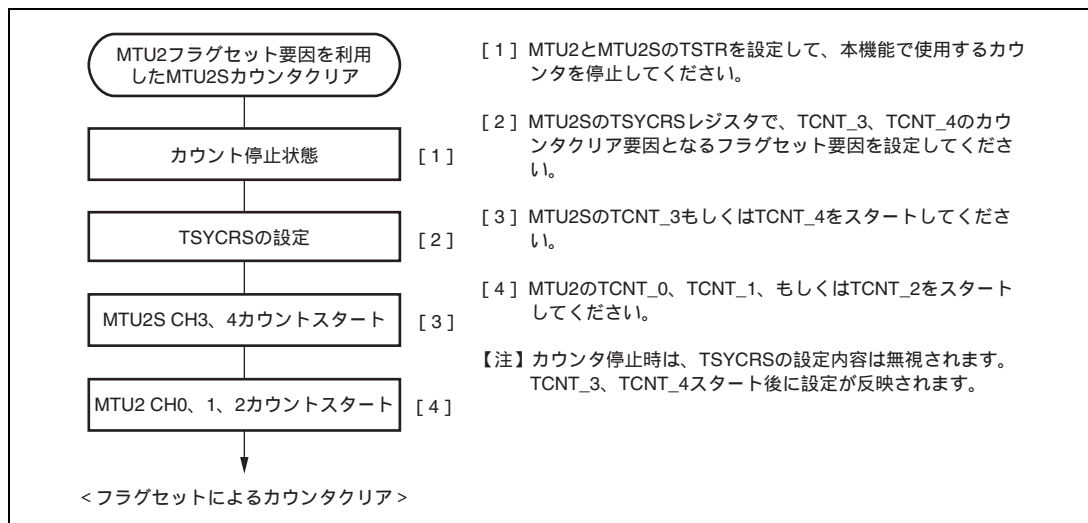 MTU2フラグセット要因を利用
したMTU2Sカウンタクリア
カウント停止状態
[ 1 ]
TSYCRSの設定
[ 2 ]
MTU2S CH3、4カウントスタート
[ 3 ]
MTU2 CH0、1、2カウントスタート
[ 4 ]
< フラグセットによるカウンタクリア >
[ 1 ] MTU2とMTU2SのTSTRを設定して、本機能で使用するカウ
ンタを停止してください。
[ 2 ] MTU2SのTSYCRSレジスタで、TCNT_3、TCNT_4のカウ
ンタクリア要因となるフラグセット要因を設定してくださ
い。
[ 3 ] MTU2SのTCNT_3もしくはTCNT_4をスタートしてくださ
い。
[ 4 ] MTU2のTCNT_0、TCNT_1、もしくはTCNT_2をスタート
してください。
【注】カウンタ停止時は、TSYCRSの設定内容は無視されます。
TCNT_3、TCNT_4スタート後に設定が反映されます。